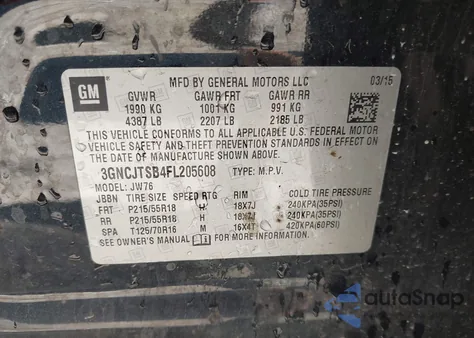 GM
MFD BY GENERAL MOTORS LLC
03/15
GVWR GAWR FRT GAWR RR
1990 KG 1001 KG 991 KG
4387 LB 2207 LB 2185 LB
THIS VEHICLE CONFORMS TO ALL APPLICABLE U.S. FEDERAL MOTOR
VEHICLE SAFETY AND THEFT PREVENTION STANDARDS IN EFFECT ON
THE DATE OF MANUFACTURE SHOWN ABOVE.
3GNCJTSB4FL205608 TYPE: M.P.V.
MODEL: JW76
JBBN TIRE SIZE SPEED RTG RIM COLD TIRE PRESSURE
FRT P215/55R18 H 18X7J 240KPA(35PSI)
RR P215/55R18 H 18X7J 240KPA(35PSI)
SPA T125/70R16 M 16X4T 420KPA(60PSI)
SEE OWNER'S MANUAL FOR MORE INFORMATION.
autoSnap